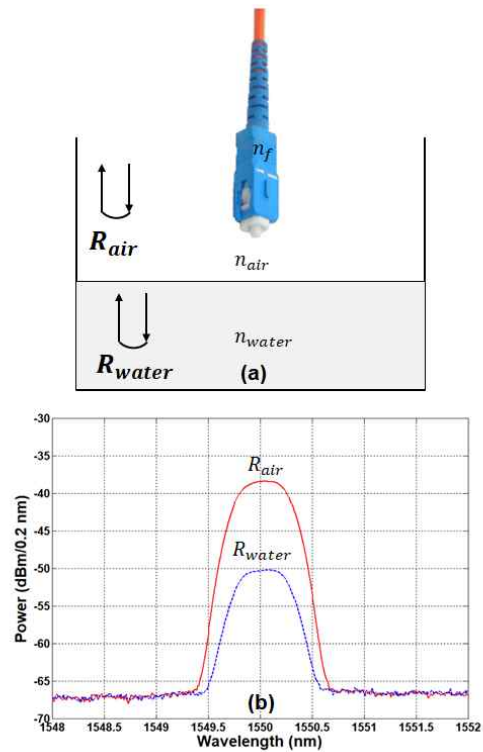 n_f
R_air
n_air
R_water
n_water
(a)
-30
-35
-40
-45
-50
-55
-60
-65
-70
Power (dBm/0.2 nm)
R_air
R_water
(b)
1548
1548.5
1549
1549.5
1550
1550.5
1551
1551.5
1552
Wavelength (nm)